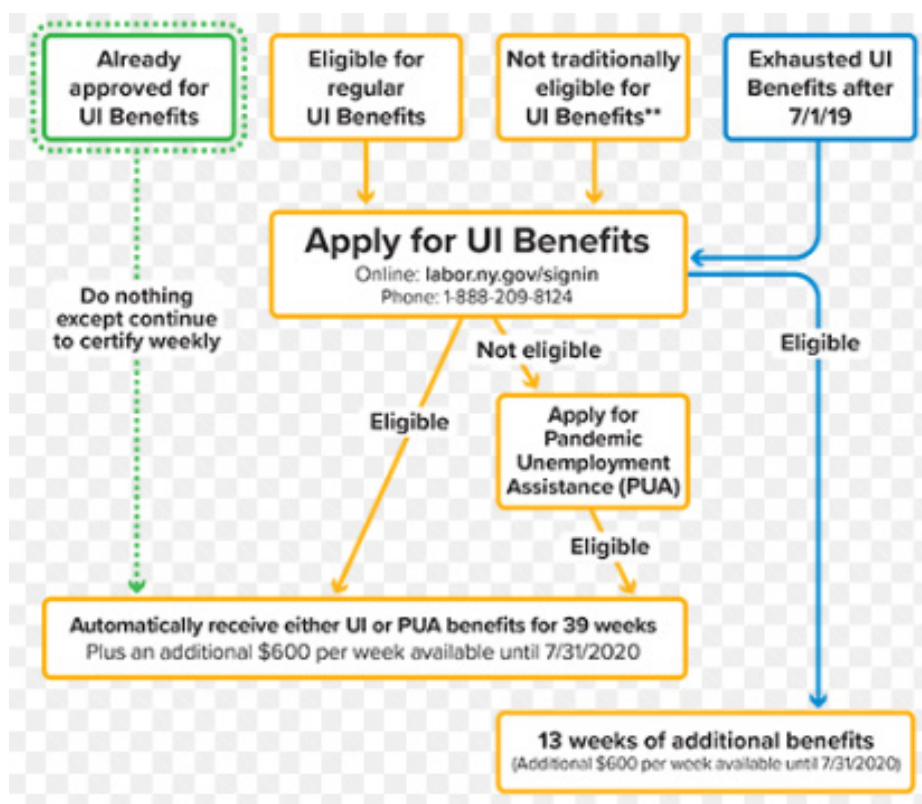 Already
approved for
UI Benefits
Eligible for
regular
UI Benefits
Not traditionally
eligible for
UI Benefits**
Exhausted UI
Benefits after
7/1/19
Apply for UI Benefits
Online: labor.ny.gov/signin
Phone: 1-888-209-8124
Do nothing
except continue
to certify weekly
Not eligible
Eligible
Eligible
Apply for
Pandemic
Unemployment
Assistance (PUA)
Eligible
Automatically receive either UI or PUA benefits for 39 weeks
Plus an additional $600 per week available until 7/31/2020
13 weeks of additional benefits
(Additional $600 per week available until 7/31/2020)